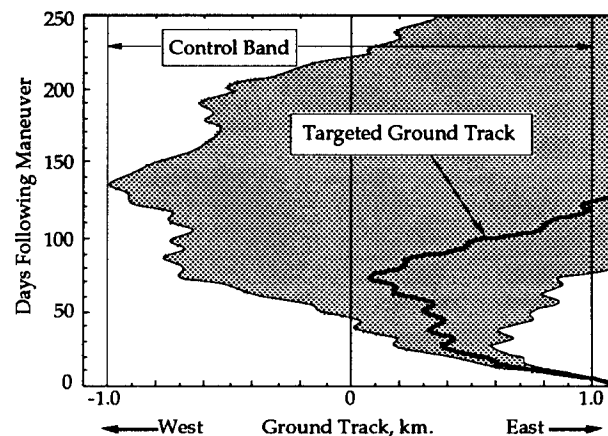 250
200
150
100
50
0
Days Following Maneuver
Control Band
Targeted Ground Track
-1.0
0
1.0
West
Ground Track, km.
East